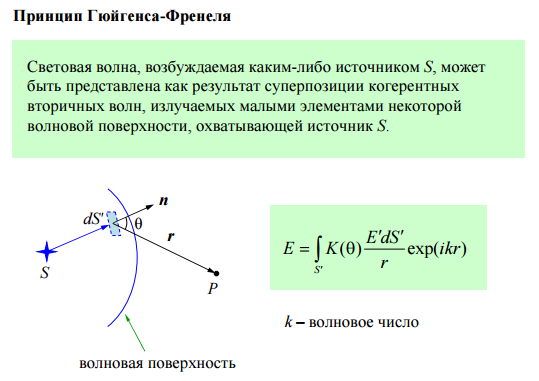 Принцип Гюйгенса-Френеля
Световая волна, возбуждаемая каким-либо источником S, может
быть представлена как результат суперпозиции когерентных
вторичных волн, излучаемых малыми элементами некоторой
волновой поверхности, охватывающей источник S.
n
dS′
θ
r
S
P
E = ∫S′ K(θ) E′dS′/r exp(ikr)
k – волновое число
волновая поверхность